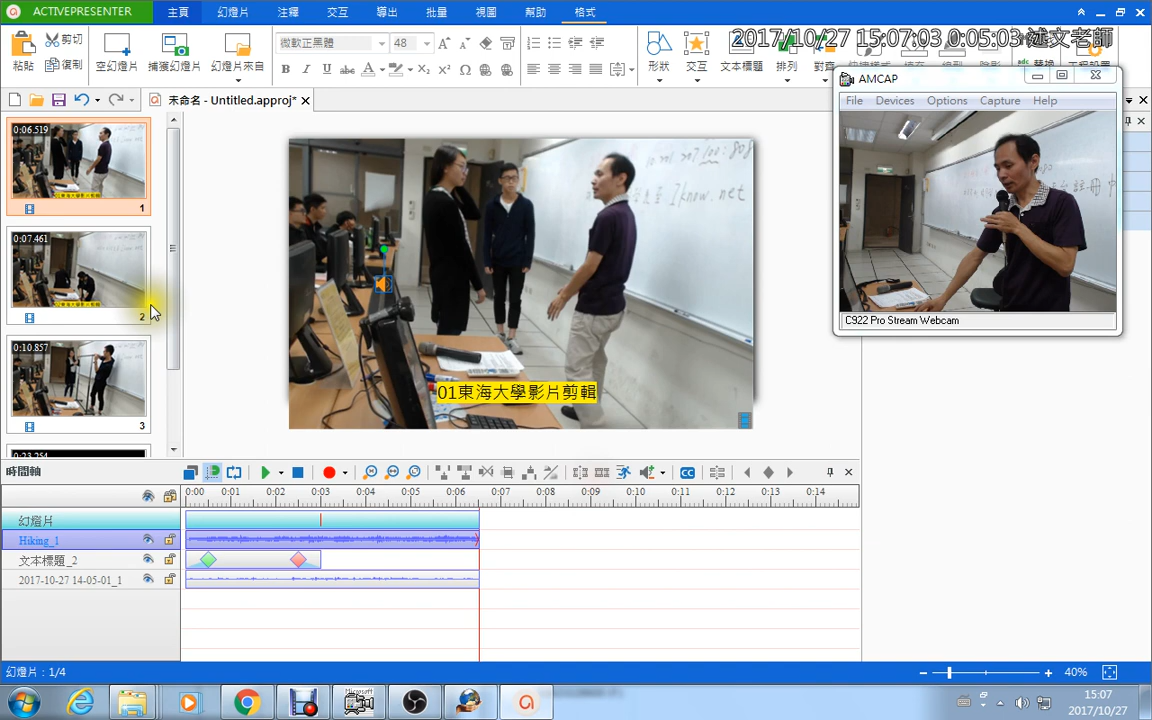 ACTIVEPRESENTER
主頁 幻燈片 注釋 交互 導出 批量 視圖 幫助 格式
2017/10/27 15:07:03 0:05:03 述文老師
剪切
複製
粘貼 空幻燈片 捕獲幻燈片 幻燈片來自
微軟正黑體 48
形狀 交互 文本標題 排列
未命名 - Untitled.approj*
AMCAP
File Devices Options Capture Help
C922 Pro Stream Webcam
0:06.519
1
0:07.461
2
0:10.857
3
0:23.254
Iknow.net
01東海大學影片剪輯
時間軸
0:00 0:01 0:02 0:03 0:04 0:05 0:06 0:07 0:08 0:09 0:10 0:11 0:12 0:13 0:14
幻燈片
Hiking_1
文本標題_2
2017-10-27 14-05-01_1
幻燈片：1/4
40%
15:07
2017/10/27